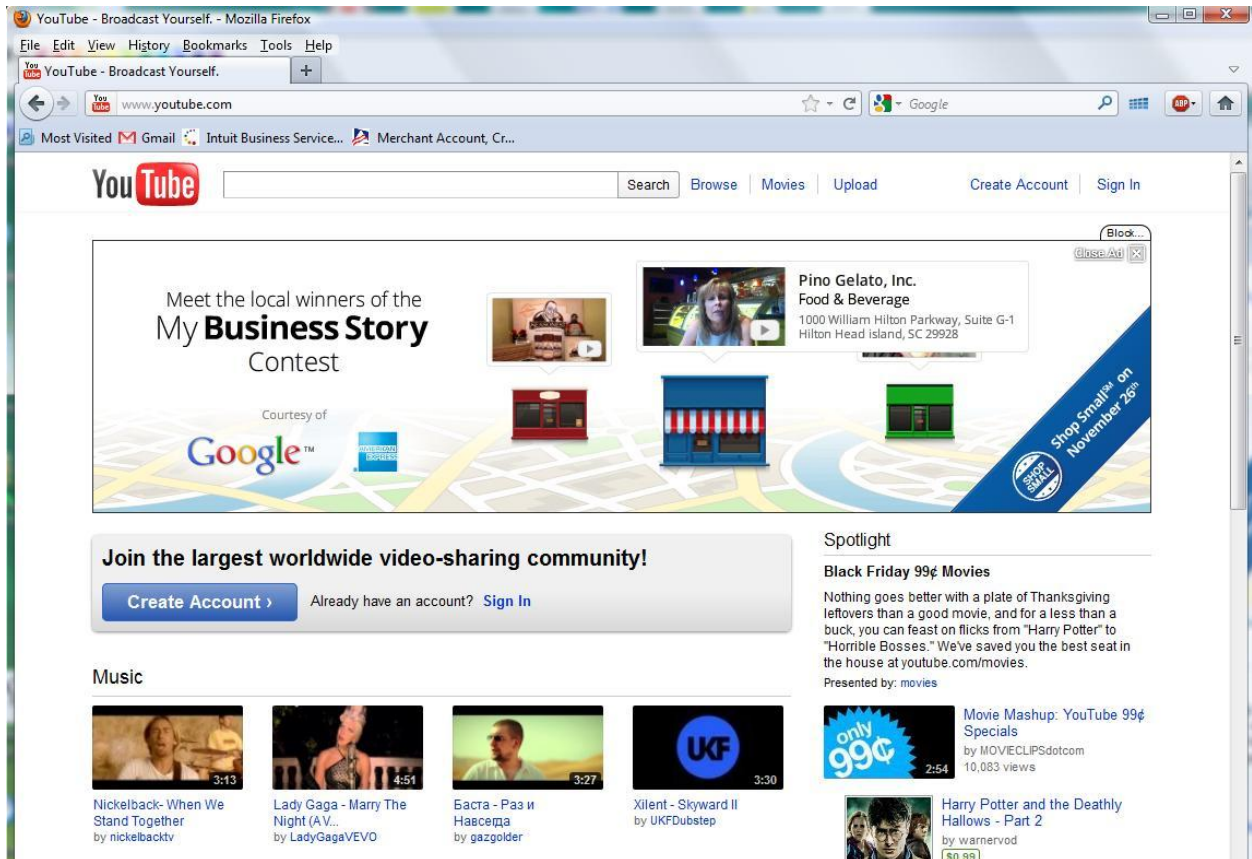 YouTube - Broadcast Yourself. - Mozilla Firefox
File Edit View History Bookmarks Tools Help
You Tube YouTube - Broadcast Yourself. +
You Tube www.youtube.com Google ABP
Most Visited Gmail Intuit Business Service... Merchant Account, Cr...
You Tube Search Browse Movies Upload Create Account Sign In
Block...
Close Ad X
Meet the local winners of the
My Business Story
Contest
Courtesy of
Google™ AMERICAN EXPRESS
Pino Gelato, Inc.
Food & Beverage
1000 William Hilton Parkway, Suite G-1
Hilton Head island, SC 29928
Shop Small℠ on
November 26th
SHOP SMALL
Join the largest worldwide video-sharing community!
Create Account › Already have an account? Sign In
Music
3:13
Nickelback- When We
Stand Together
by nickelbacktv
4:51
Lady Gaga - Marry The
Night (AV...
by LadyGagaVEVO
3:27
Баста - Раз и
Навсегда
by gazgolder
UKF
3:30
Xilent - Skyward II
by UKFDubstep
Spotlight
Black Friday 99¢ Movies
Nothing goes better with a plate of Thanksgiving
leftovers than a good movie, and for a less than a
buck, you can feast on flicks from "Harry Potter" to
"Horrible Bosses." We've saved you the best seat in
the house at youtube.com/movies.
Presented by: movies
only
99¢
2:54
Movie Mashup: YouTube 99¢
Specials
by MOVIECLIPSdotcom
10,083 views
Harry Potter and the Deathly
Hallows - Part 2
by warnervod
$0.99